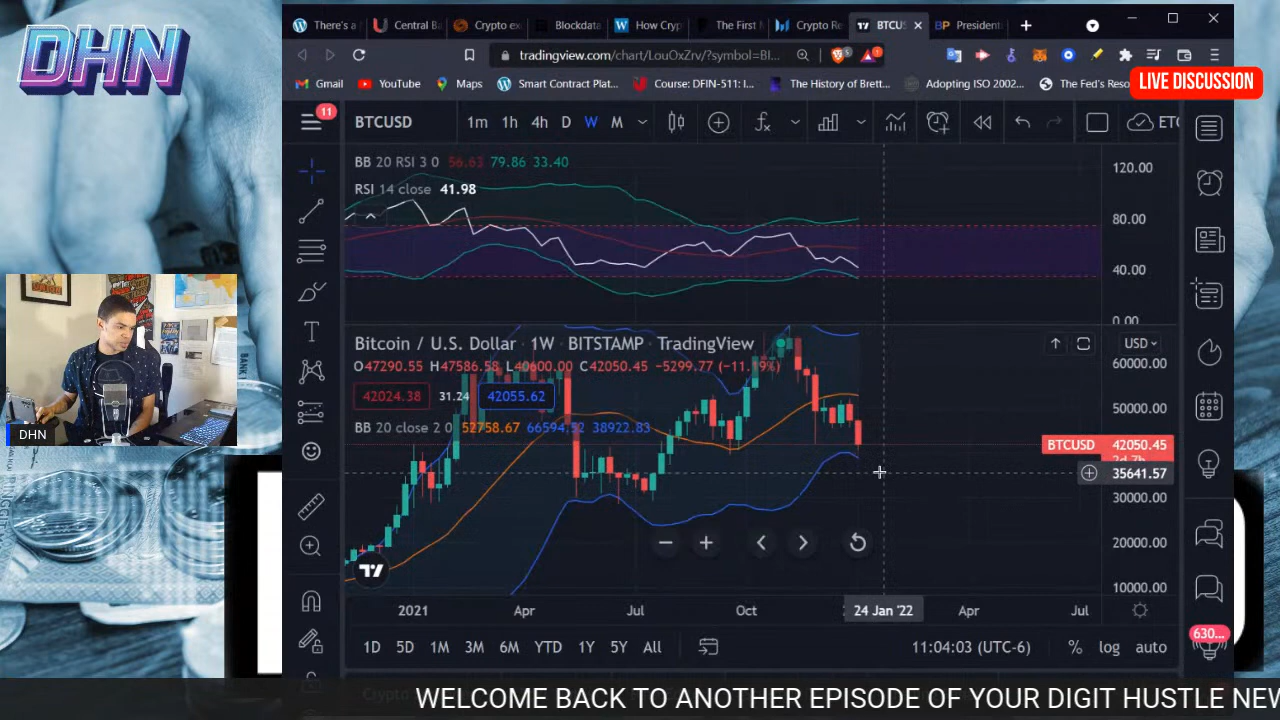 DHN
There's a
Central Ba
Crypto ex
Blockdata
How Cryp
The First
Crypto Re
BTCUS
President
tradingview.com/chart/LouOxZrv/?symbol=BI...
Gmail
YouTube
Maps
Smart Contract Plat...
Course: DFIN-511: I...
The History of Brett...
Adopting ISO 2002...
The Fed's Reso
LIVE DISCUSSION
11
BTCUSD
1m 1h 4h D W M
ETC
BB 20 RSI 3 0 56.63 79.86 33.40
RSI 14 close 41.98
120.00
80.00
40.00
0.00
Bitcoin / U.S. Dollar 1W BITSTAMP TradingView
USD
O47290.55 H47586.58 L40600.00 C42050.45 −5299.77 (−11.19%)
60000.00
42024.38 31.24 42055.62
50000.00
BB 20 close 2 0 52758.67 66594.52 38922.83
DHN
BTCUSD 42050.45
2d 7h
35641.57
30000.00
20000.00
10000.00
2021 Apr Jul Oct 24 Jan '22 Apr Jul
1D 5D 1M 3M 6M YTD 1Y 5Y All
11:04:03 (UTC-6)
% log auto
630...
WELCOME BACK TO ANOTHER EPISODE OF YOUR DIGIT HUSTLE NEW